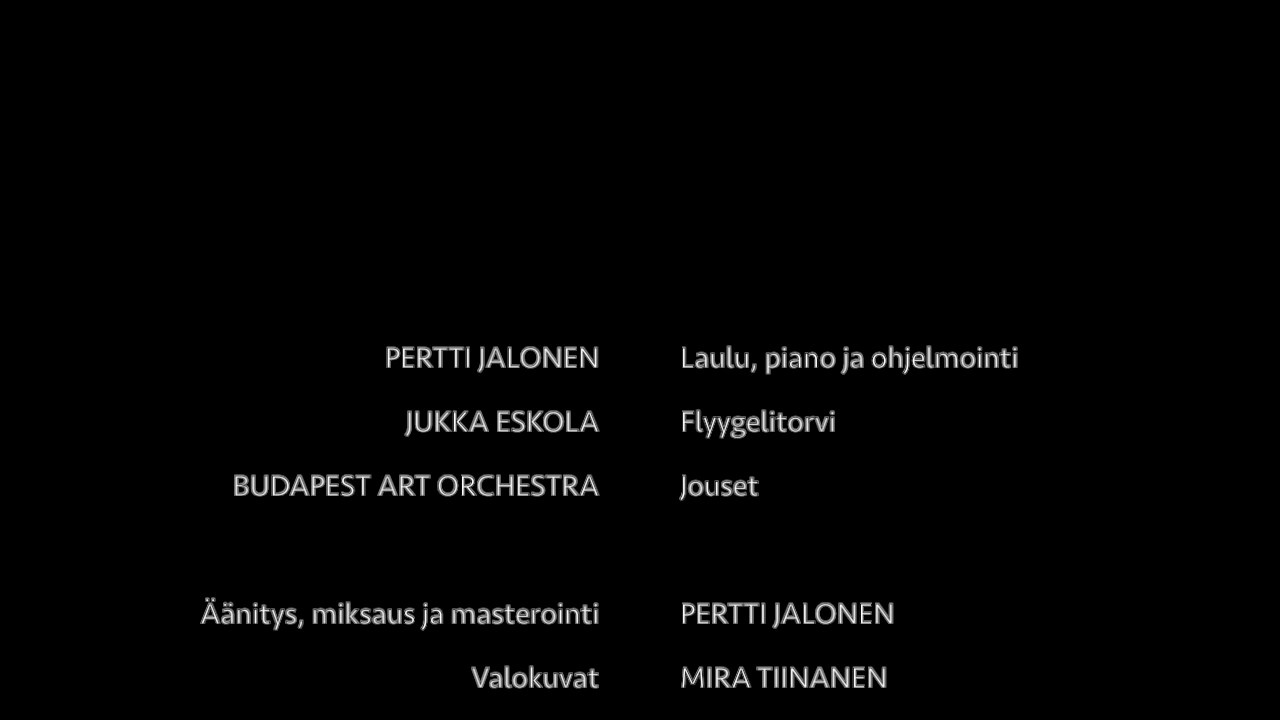 PERTTI JALONEN Laulu, piano ja ohjelmointi
JUKKA ESKOLA Flyygelitorvi
BUDAPEST ART ORCHESTRA Jouset
Äänitys, miksaus ja masterointi PERTTI JALONEN
Valokuvat MIRA TIINANEN